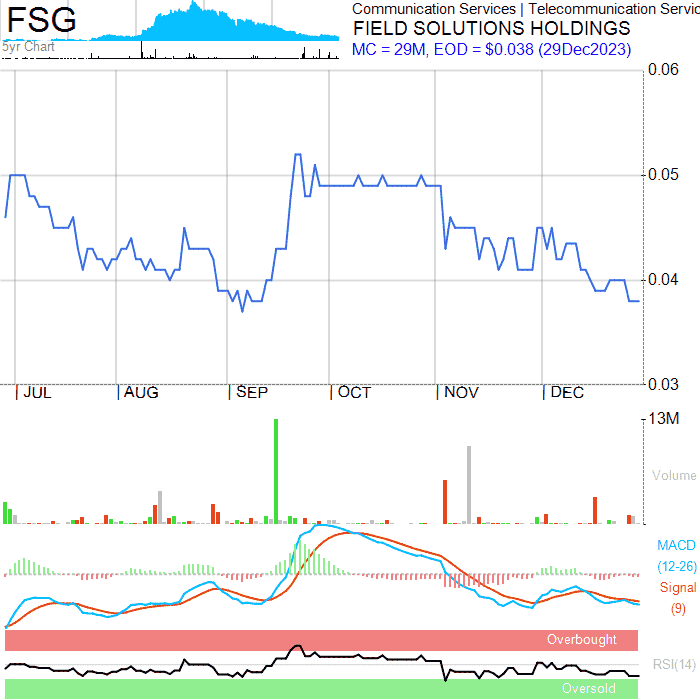 FSG
5yr Chart
Communication Services | Telecommunication Servic
FIELD SOLUTIONS HOLDINGS
MC = 29M, EOD = $0.038 (29Dec2023)
0.06
0.05
0.04
0.03
JUL AUG SEP OCT NOV DEC
13M
Volume
MACD
(12-26)
Signal
(9)
Overbought
RSI(14)
Oversold